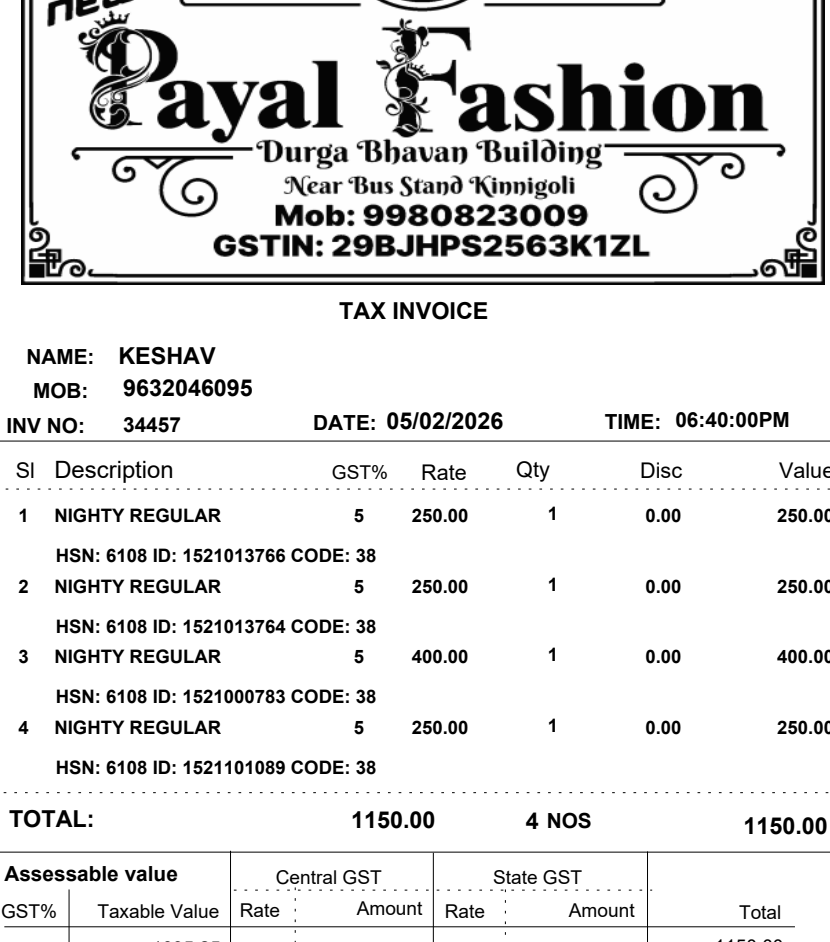 new
Payal Fashion
Durga Bhavan Building
Near Bus Stand Kinnigoli
Mob: 9980823009
GSTIN: 29BJHPS2563K1ZL
TAX INVOICE
NAME: KESHAV
MOB: 9632046095
INV NO: 34457 DATE: 05/02/2026 TIME: 06:40:00PM
Sl Description GST% Rate Qty Disc Value
1 NIGHTY REGULAR 5 250.00 1 0.00 250.00
HSN: 6108 ID: 1521013766 CODE: 38
2 NIGHTY REGULAR 5 250.00 1 0.00 250.00
HSN: 6108 ID: 1521013764 CODE: 38
3 NIGHTY REGULAR 5 400.00 1 0.00 400.00
HSN: 6108 ID: 1521000783 CODE: 38
4 NIGHTY REGULAR 5 250.00 1 0.00 250.00
HSN: 6108 ID: 1521101089 CODE: 38
TOTAL: 1150.00 4 NOS 1150.00
Assessable value Central GST State GST
GST% Taxable Value Rate Amount Rate Amount Total